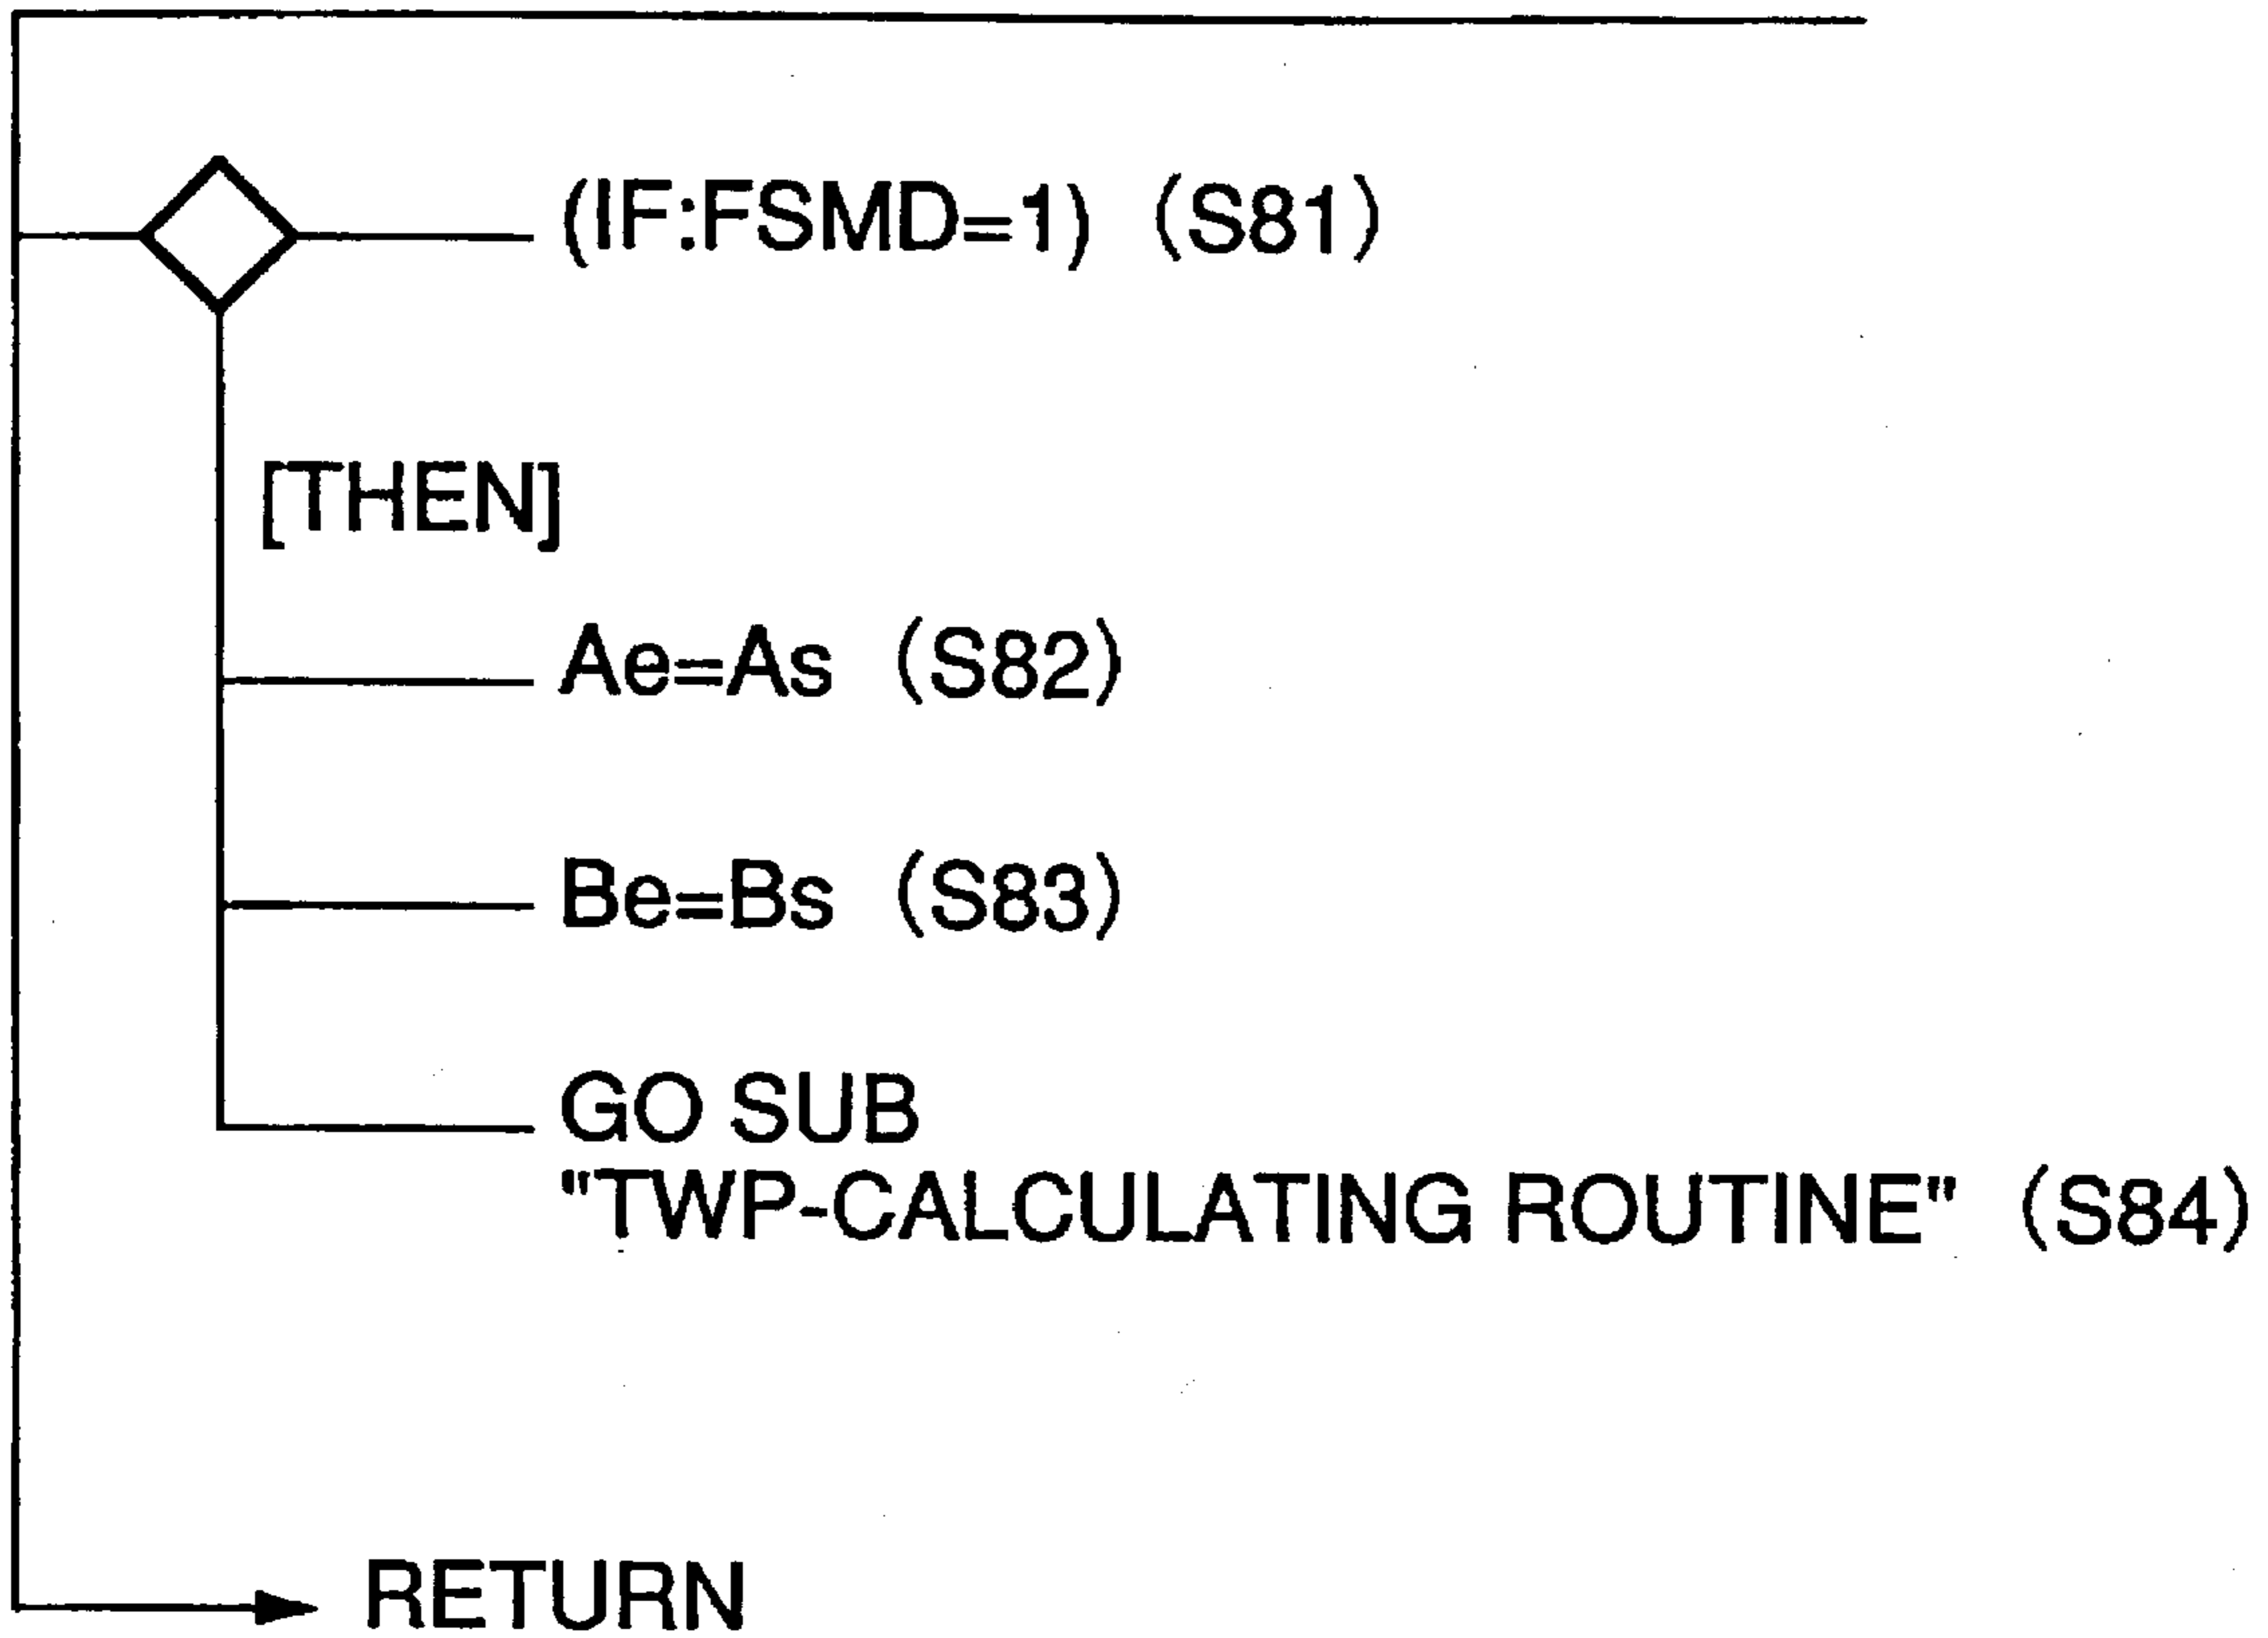 (IF:FSMD=1) (S81)
[THEN]
Ae=As (S82)
Be=Bs (S83)
GO SUB
"TWP-CALCULATING ROUTINE" (S84)
RETURN